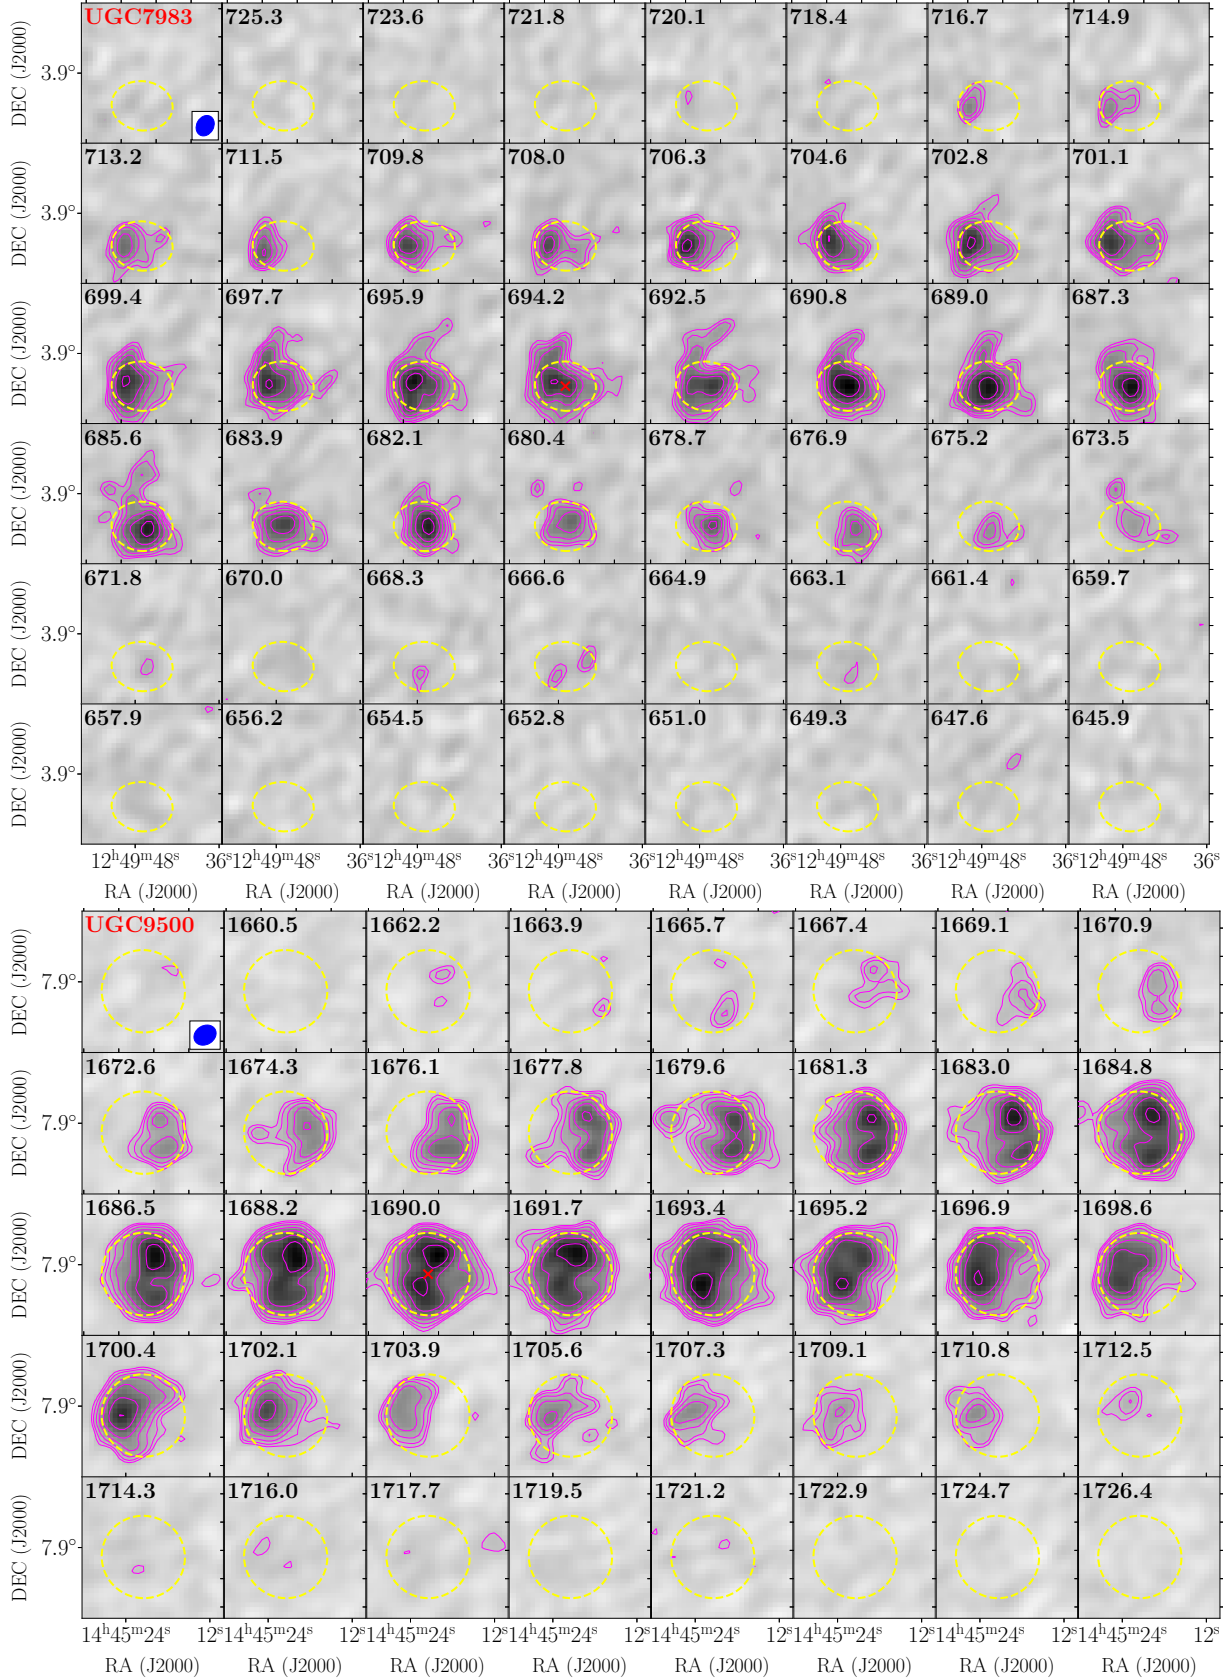 UGC7983 725.3 723.6 721.8 720.1 718.4 716.7 714.9
DEC (J2000) 3.9°
713.2 711.5 709.8 708.0 706.3 704.6 702.8 701.1
DEC (J2000) 3.9°
699.4 697.7 695.9 694.2 692.5 690.8 689.0 687.3
DEC (J2000) 3.9°
685.6 683.9 682.1 680.4 678.7 676.9 675.2 673.5
DEC (J2000) 3.9°
671.8 670.0 668.3 666.6 664.9 663.1 661.4 659.7
DEC (J2000) 3.9°
657.9 656.2 654.5 652.8 651.0 649.3 647.6 645.9
DEC (J2000) 3.9°
12ʰ49ᵐ48ˢ 36ˢ12ʰ49ᵐ48ˢ 36ˢ12ʰ49ᵐ48ˢ 36ˢ12ʰ49ᵐ48ˢ 36ˢ12ʰ49ᵐ48ˢ 36ˢ12ʰ49ᵐ48ˢ 36ˢ12ʰ49ᵐ48ˢ 36ˢ12ʰ49ᵐ48ˢ 36ˢ
RA (J2000) RA (J2000) RA (J2000) RA (J2000) RA (J2000) RA (J2000) RA (J2000) RA (J2000)
UGC9500 1660.5 1662.2 1663.9 1665.7 1667.4 1669.1 1670.9
DEC (J2000) 7.9°
1672.6 1674.3 1676.1 1677.8 1679.6 1681.3 1683.0 1684.8
DEC (J2000) 7.9°
1686.5 1688.2 1690.0 1691.7 1693.4 1695.2 1696.9 1698.6
DEC (J2000) 7.9°
1700.4 1702.1 1703.9 1705.6 1707.3 1709.1 1710.8 1712.5
DEC (J2000) 7.9°
1714.3 1716.0 1717.7 1719.5 1721.2 1722.9 1724.7 1726.4
DEC (J2000) 7.9°
14ʰ45ᵐ24ˢ 12ˢ14ʰ45ᵐ24ˢ 12ˢ14ʰ45ᵐ24ˢ 12ˢ14ʰ45ᵐ24ˢ 12ˢ14ʰ45ᵐ24ˢ 12ˢ14ʰ45ᵐ24ˢ 12ˢ14ʰ45ᵐ24ˢ 12ˢ14ʰ45ᵐ24ˢ 12ˢ
RA (J2000) RA (J2000) RA (J2000) RA (J2000) RA (J2000) RA (J2000) RA (J2000) RA (J2000)